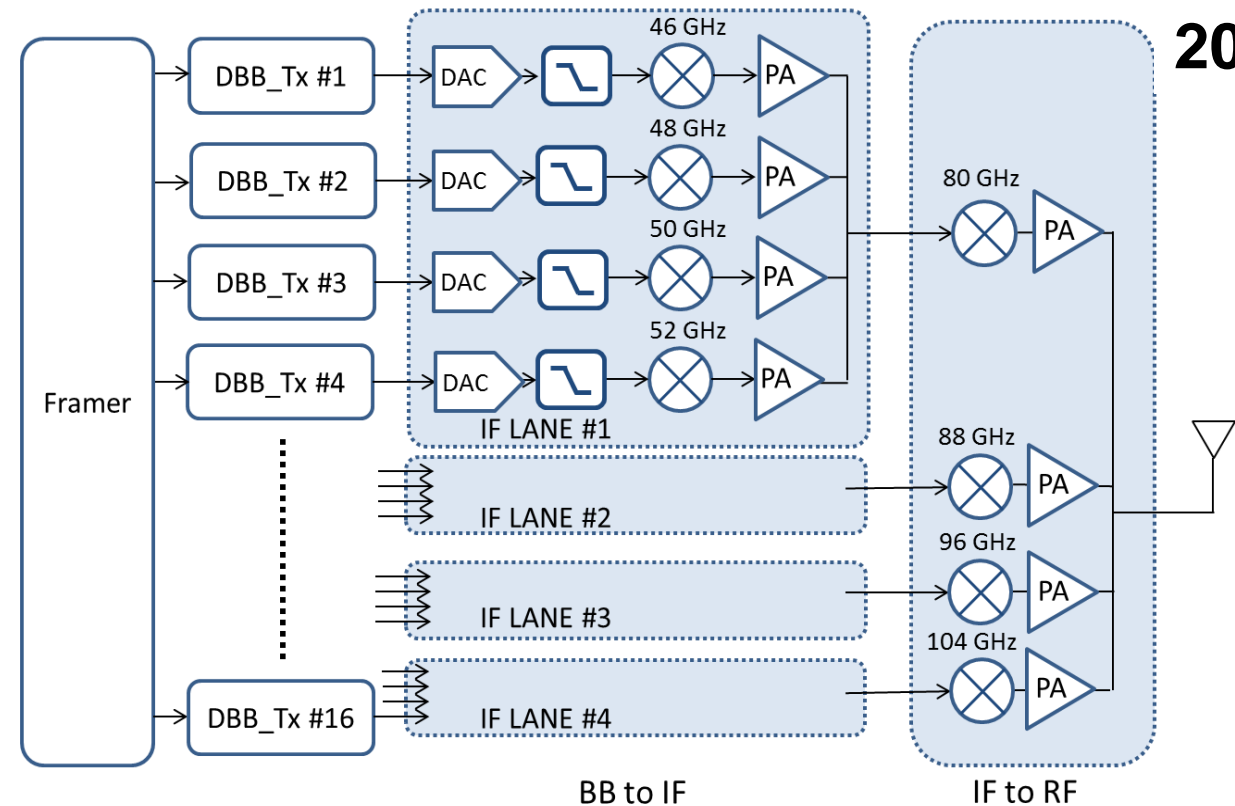 20
Framer
DBB_Tx #1
DAC
46 GHz
PA
DBB_Tx #2
DAC
48 GHz
PA
DBB_Tx #3
DAC
50 GHz
PA
DBB_Tx #4
DAC
52 GHz
PA
IF LANE #1
80 GHz
PA
IF LANE #2
88 GHz
PA
IF LANE #3
96 GHz
PA
DBB_Tx #16
IF LANE #4
104 GHz
PA
BB to IF
IF to RF